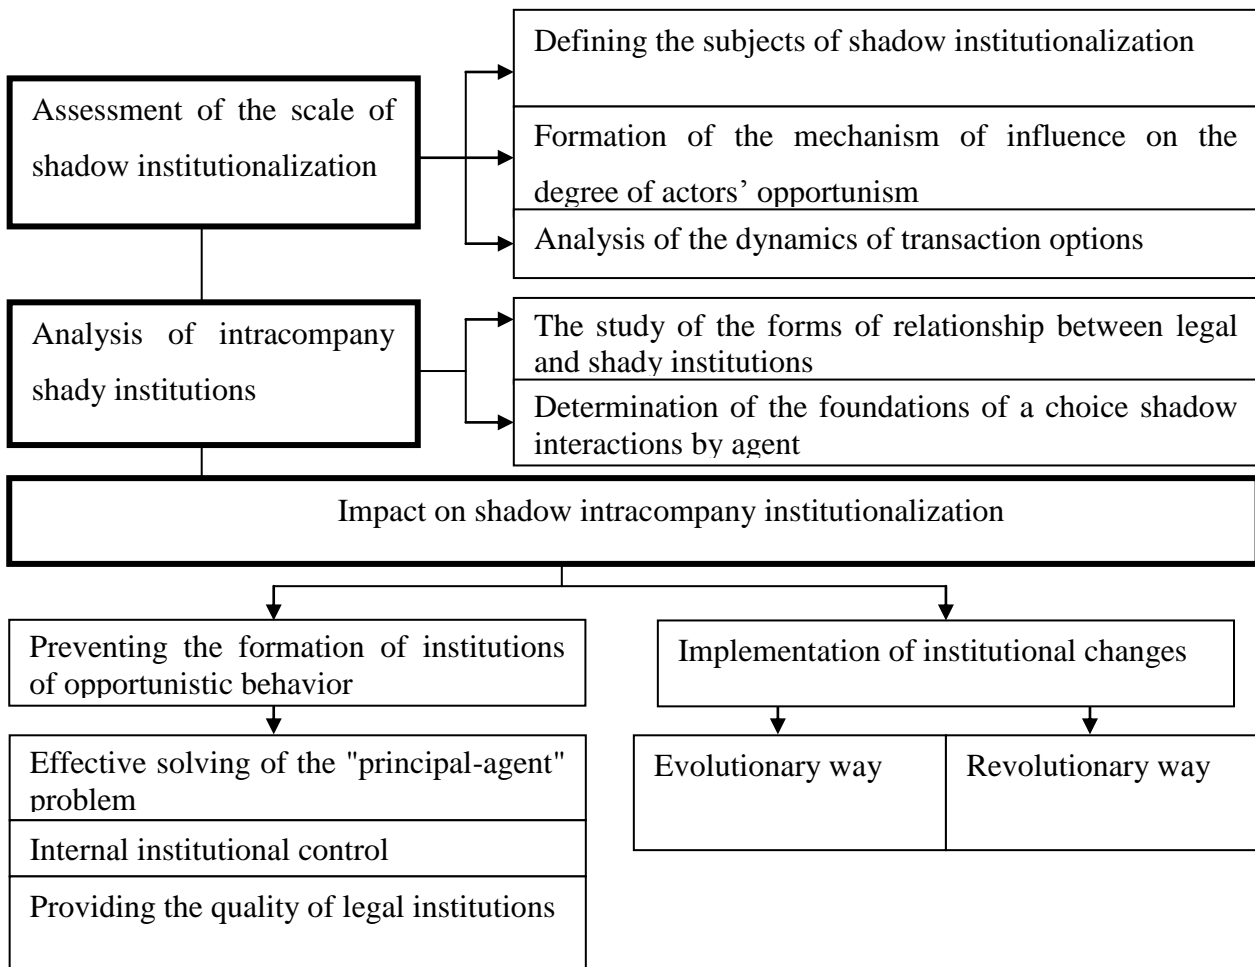 Defining the subjects of shadow institutionalization
Assessment of the scale of
shadow institutionalization
Formation of the mechanism of influence on the
degree of actors’ opportunism
Analysis of the dynamics of transaction options
Analysis of intracompany
shady institutions
The study of the forms of relationship between legal
and shady institutions
Determination of the foundations of a choice shadow
interactions by agent
Impact on shadow intracompany institutionalization
Preventing the formation of institutions
of opportunistic behavior
Implementation of institutional changes
Effective solving of the "principal-agent"
problem
Internal institutional control
Providing the quality of legal institutions
Evolutionary way
Revolutionary way